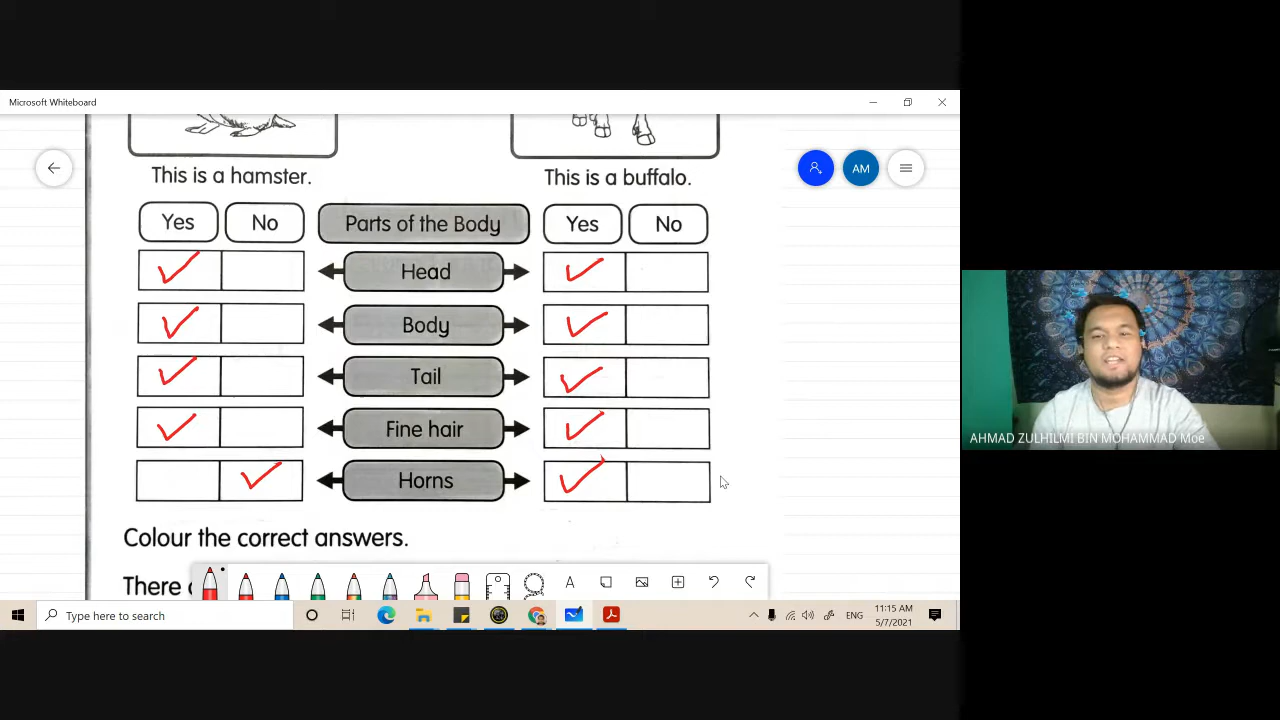 Microsoft Whiteboard
This is a hamster.
This is a buffalo.
AM
Yes No Parts of the Body Yes No
Head
Body
Tail
Fine hair
Horns
Colour the correct answers.
There
A
AHMAD ZULHILMI BIN MOHAMMAD Moe
Type here to search
ENG
11:15 AM
5/7/2021